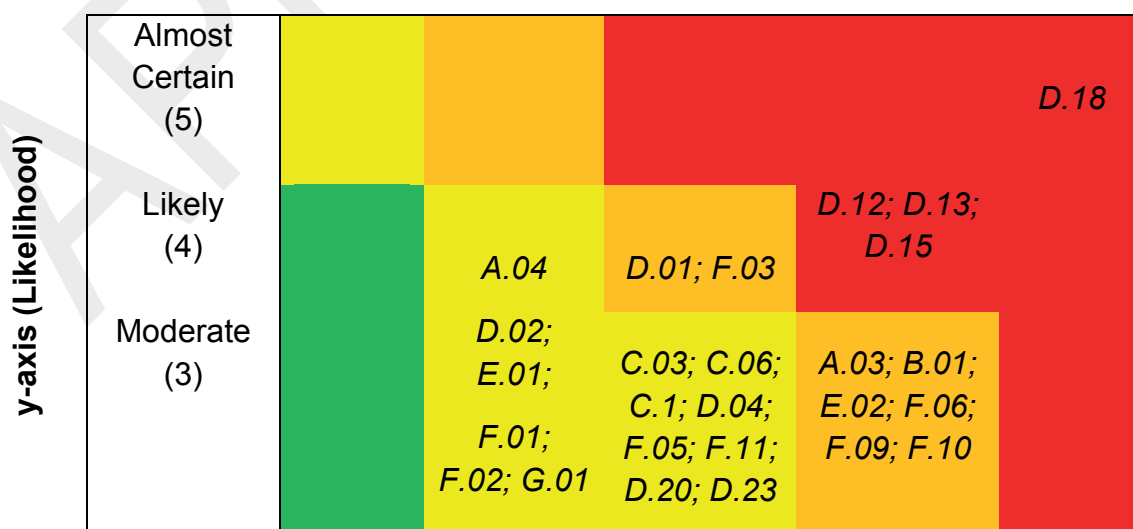 y-axis (Likelihood)
Almost
Certain
(5)
D.18
Likely
(4)
A.04
D.01; F.03
D.12; D.13;
D.15
Moderate
(3)
D.02;
E.01;
F.01;
F.02; G.01
C.03; C.06;
C.1; D.04;
F.05; F.11;
D.20; D.23
A.03; B.01;
E.02; F.06;
F.09; F.10